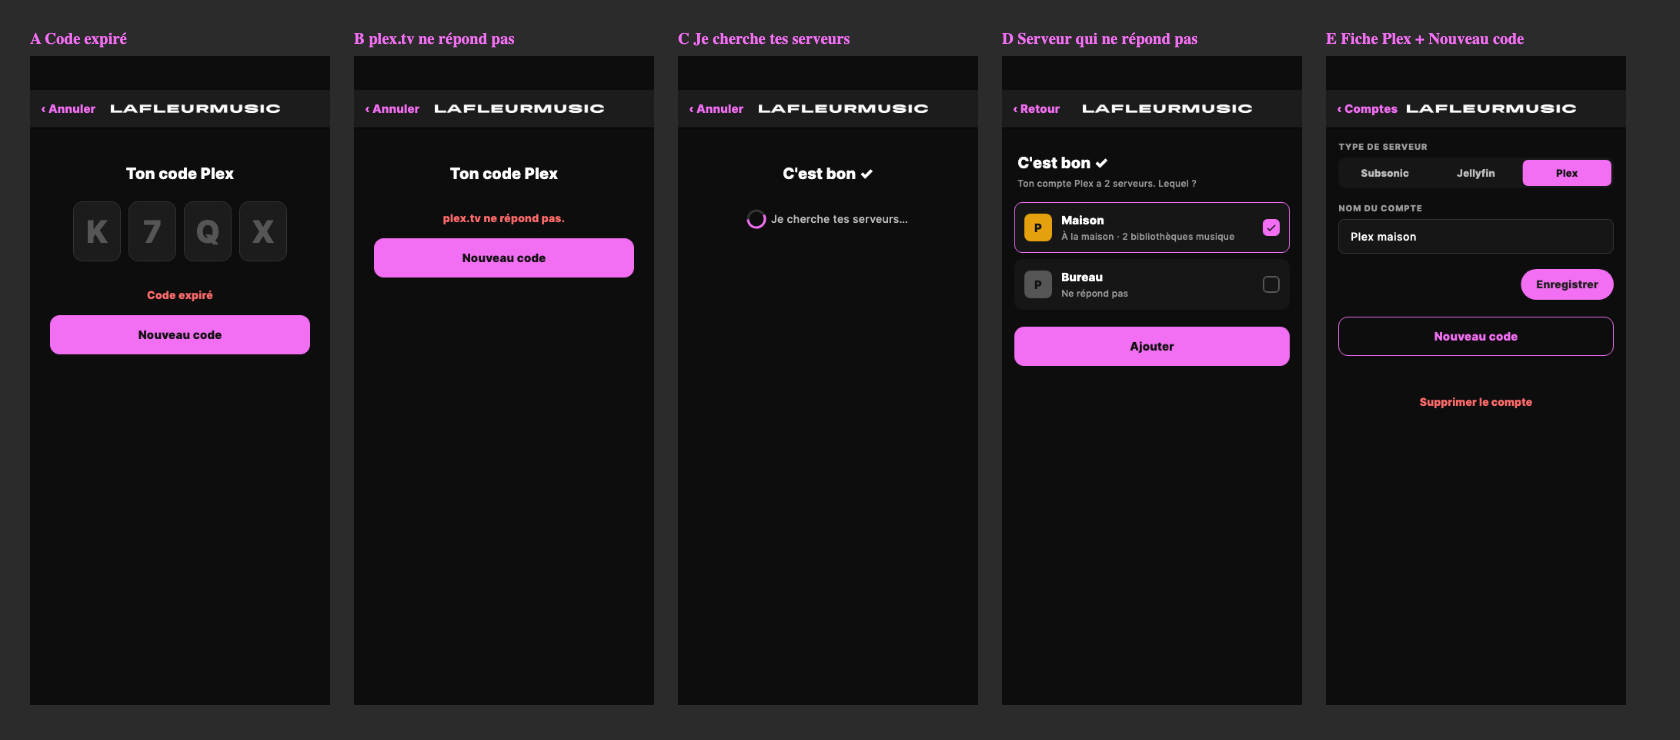 A Code expiré
‹ Annuler LAFLEURMUSIC
Ton code Plex
K 7 Q X
Code expiré
Nouveau code
B plex.tv ne répond pas
‹ Annuler LAFLEURMUSIC
Ton code Plex
plex.tv ne répond pas.
Nouveau code
C Je cherche tes serveurs
‹ Annuler LAFLEURMUSIC
C'est bon ✓
Je cherche tes serveurs...
D Serveur qui ne répond pas
‹ Retour LAFLEURMUSIC
C'est bon ✓
Ton compte Plex a 2 serveurs. Lequel ?
P Maison
À la maison · 2 bibliothèques musique
P Bureau
Ne répond pas
Ajouter
E Fiche Plex + Nouveau code
‹ Comptes LAFLEURMUSIC
TYPE DE SERVEUR
Subsonic Jellyfin Plex
NOM DU COMPTE
Plex maison
Enregistrer
Nouveau code
Supprimer le compte